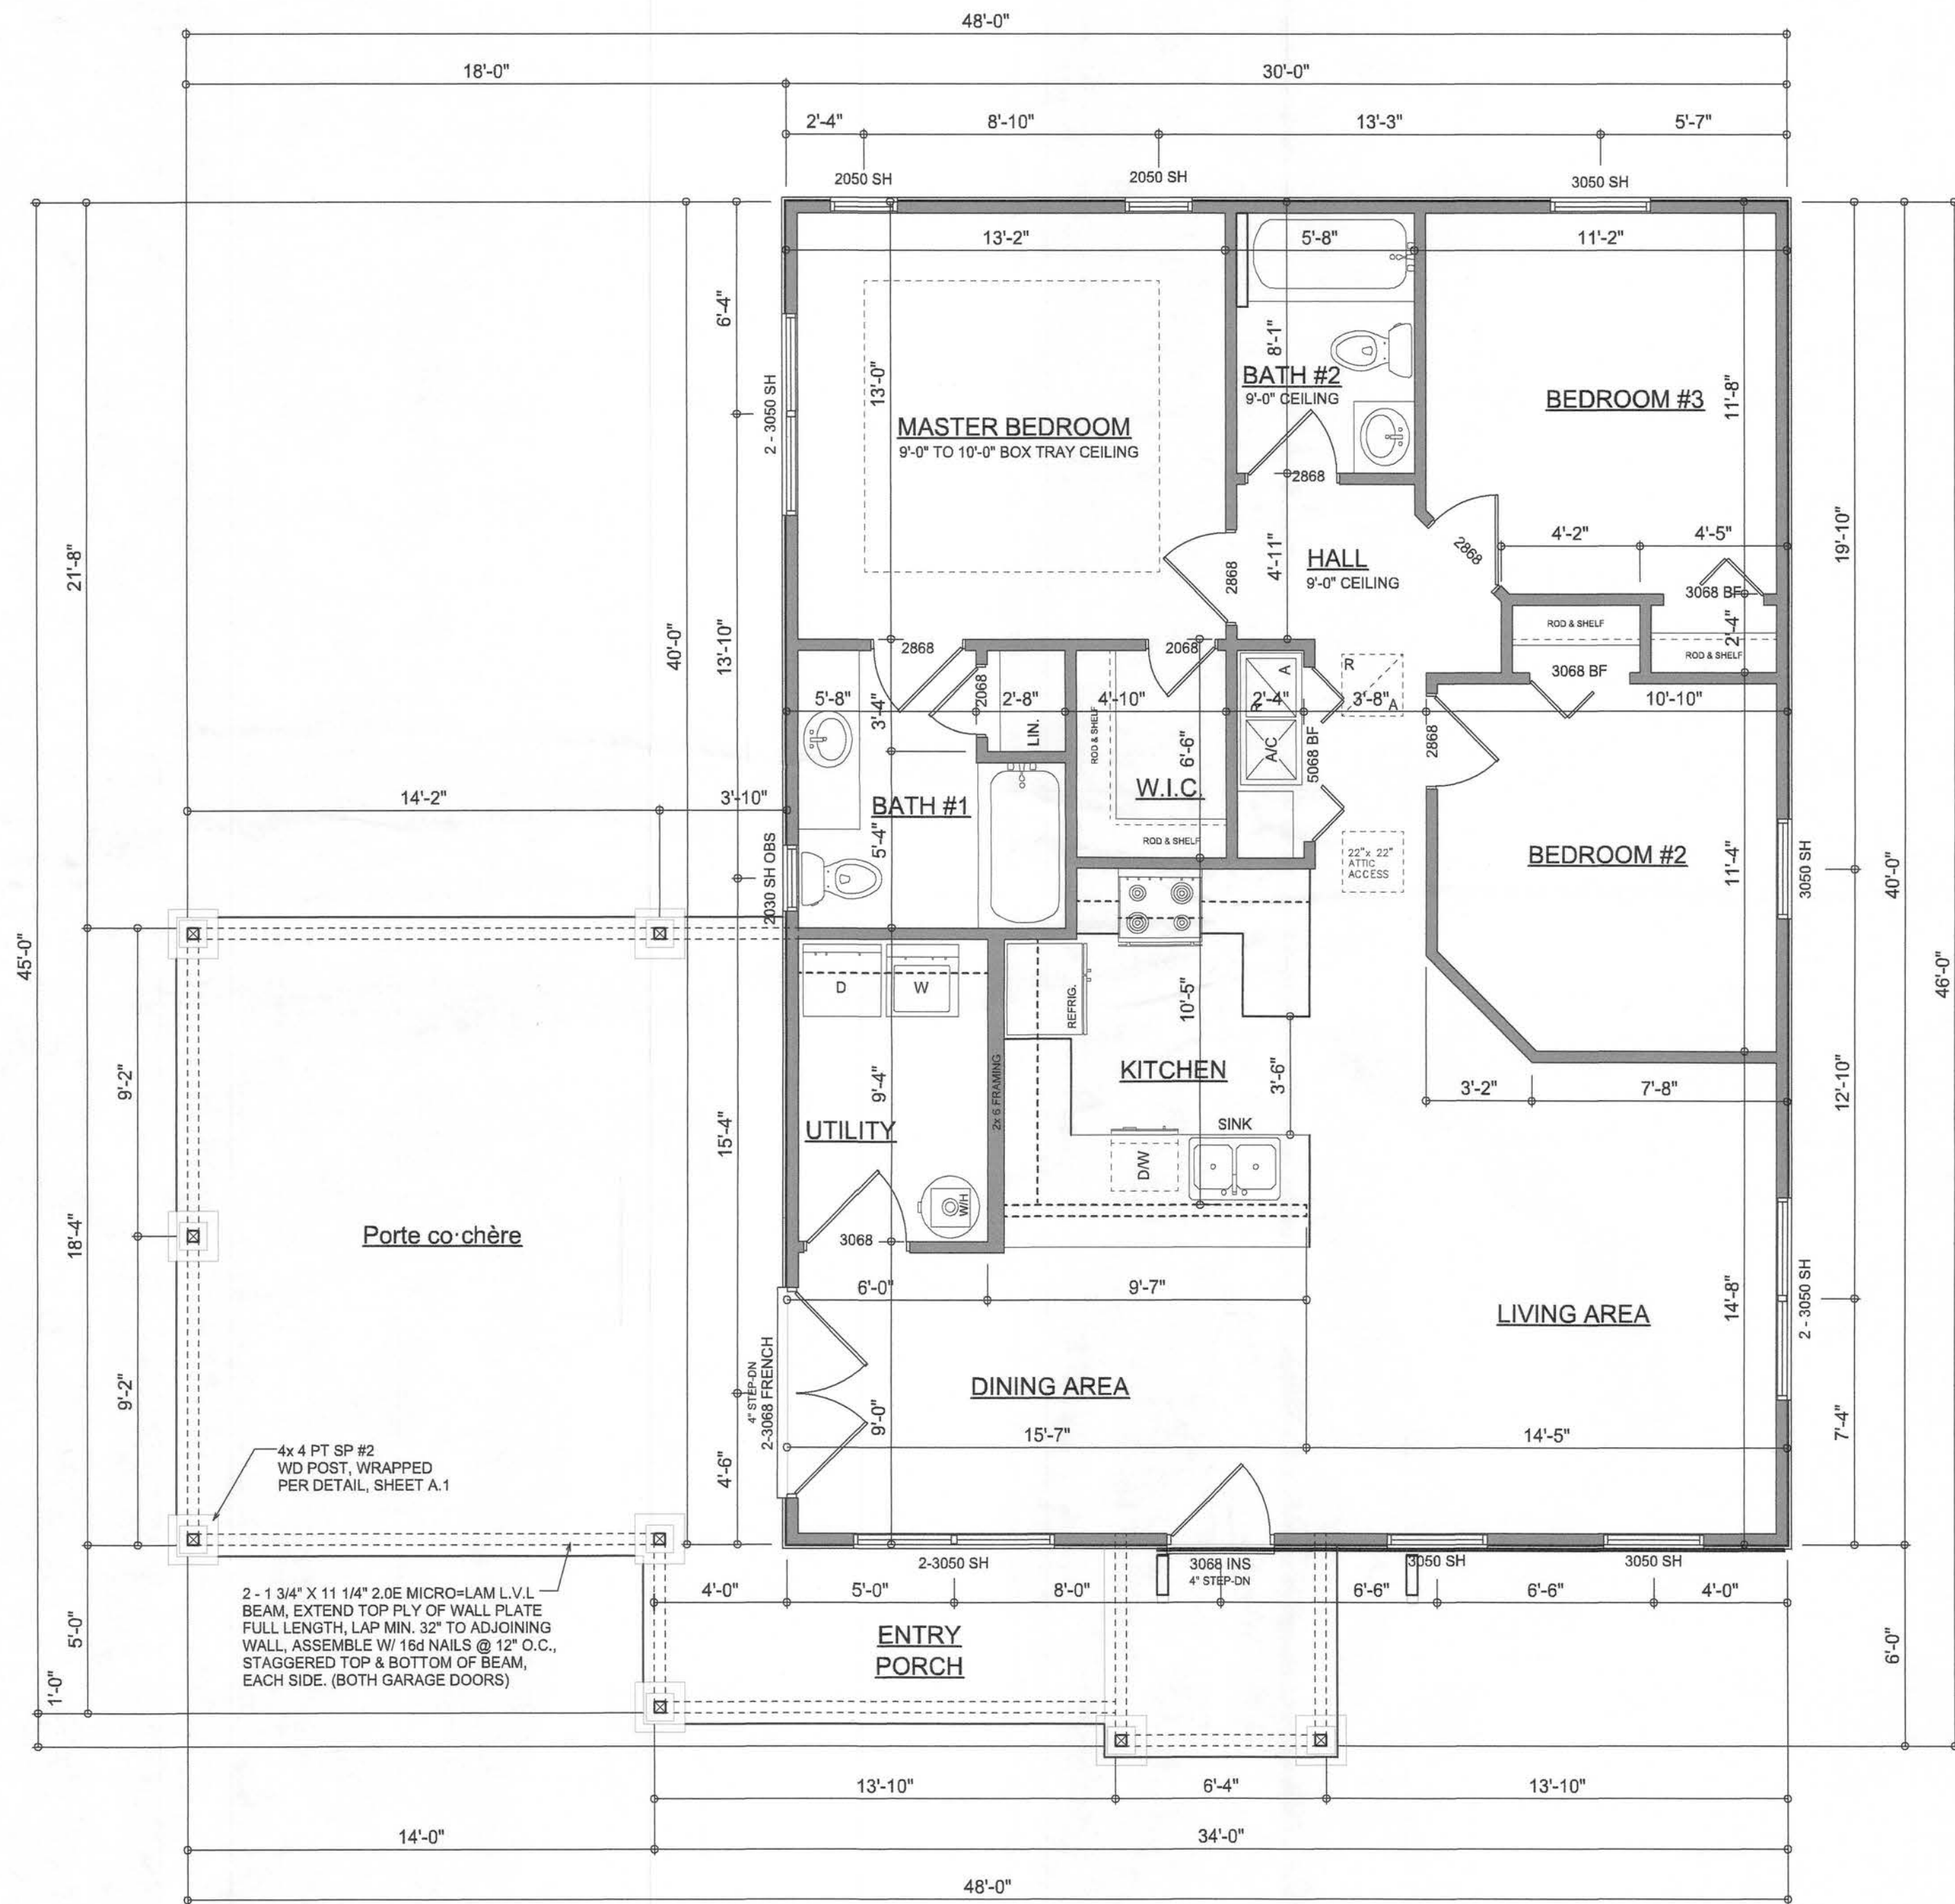 48'-0"
18'-0"
30'-0"
2'-4"
8'-10"
13'-3"
5'-7"
2050 SH
2050 SH
3050 SH
13'-2"
5'-8"
11'-2"
6'-4"
2 - 3050 SH
13'-0"
8'-1"
BATH #2
9'-0" CEILING
BEDROOM #3
11'-8"
MASTER BEDROOM
9'-0" TO 10'-0" BOX TRAY CEILING
2868
21'-8"
40'-0"
13'-10"
2868
4'-11"
HALL
9'-0" CEILING
2868
4'-2"
4'-5"
19'-10"
3068 BF
ROD & SHELF
2'-4"
ROD & SHELF
3068 BF
2868
2068
2068
R
A
A
5'-8"
3'-4"
2'-8"
4'-10"
2'-4"
3'-8"
10'-10"
LIN.
ROD & SHELF
6'-6"
A/C
5068 BF
2868
W.I.C.
14'-2"
3'-10"
BATH #1
5'-4"
ROD & SHELF
22"x 22"
ATTIC
ACCESS
BEDROOM #2
11'-4"
3050 SH
40'-0"
2030 SH OBS
45'-0"
46'-0"
D
W
REFRIG.
10'-5"
9'-2"
9'-4"
2x 6 FRAMING
KITCHEN
3'-6"
3'-2"
7'-8"
12'-10"
15'-4"
UTILITY
SINK
D/W
W/H
18'-4"
Porte co·chère
3068
6'-0"
9'-7"
LIVING AREA
14'-8"
2 - 3050 SH
9'-2"
4" STEP-DN
2-3068 FRENCH
DINING AREA
9'-0"
15'-7"
14'-5"
7'-4"
4'-6"
4x 4 PT SP #2
WD POST, WRAPPED
PER DETAIL, SHEET A.1
2-3050 SH
3068 INS
4" STEP-DN
3050 SH
3050 SH
4'-0"
5'-0"
8'-0"
6'-6"
6'-6"
4'-0"
2 - 1 3/4" X 11 1/4" 2.0E MICRO=LAM L.V.L
BEAM, EXTEND TOP PLY OF WALL PLATE
FULL LENGTH, LAP MIN. 32" TO ADJOINING
WALL, ASSEMBLE W/ 16d NAILS @ 12" O.C.,
STAGGERED TOP & BOTTOM OF BEAM,
EACH SIDE. (BOTH GARAGE DOORS)
ENTRY
PORCH
5'-0"
1'-0"
6'-0"
13'-10"
6'-4"
13'-10"
14'-0"
34'-0"
48'-0"